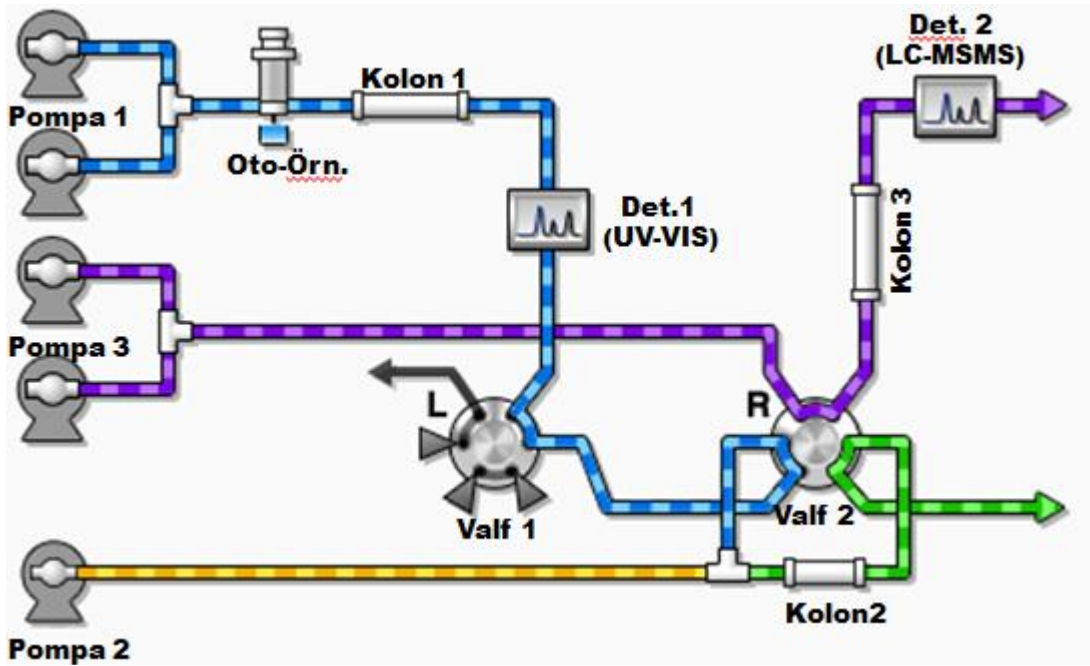 Pompa 1
Oto-Örn.
Kolon 1
Det.1
(UV-VIS)
Det. 2
(LC-MSMS)
Kolon 3
Pompa 3
L
Valf 1
R
Valf 2
Kolon2
Pompa 2